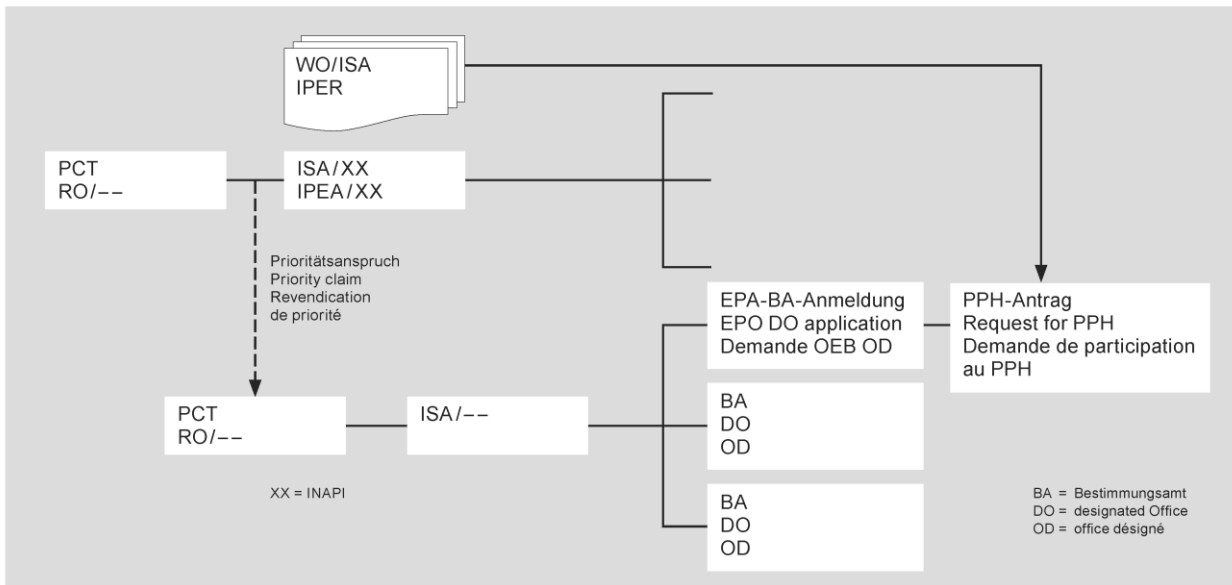 WO/ISA
IPER
PCT
RO/--
ISA/XX
IPEA/XX
Prioritätsanspruch
Priority claim
Revendication
de priorité
EPA-BA-Anmeldung
EPO DO application
Demande OEB OD
PPH-Antrag
Request for PPH
Demande de participation
au PPH
PCT
RO/--
ISA/--
BA
DO
OD
XX = INAPI
BA
DO
OD
BA = Bestimmungsamt
DO = designated Office
OD = office désigné